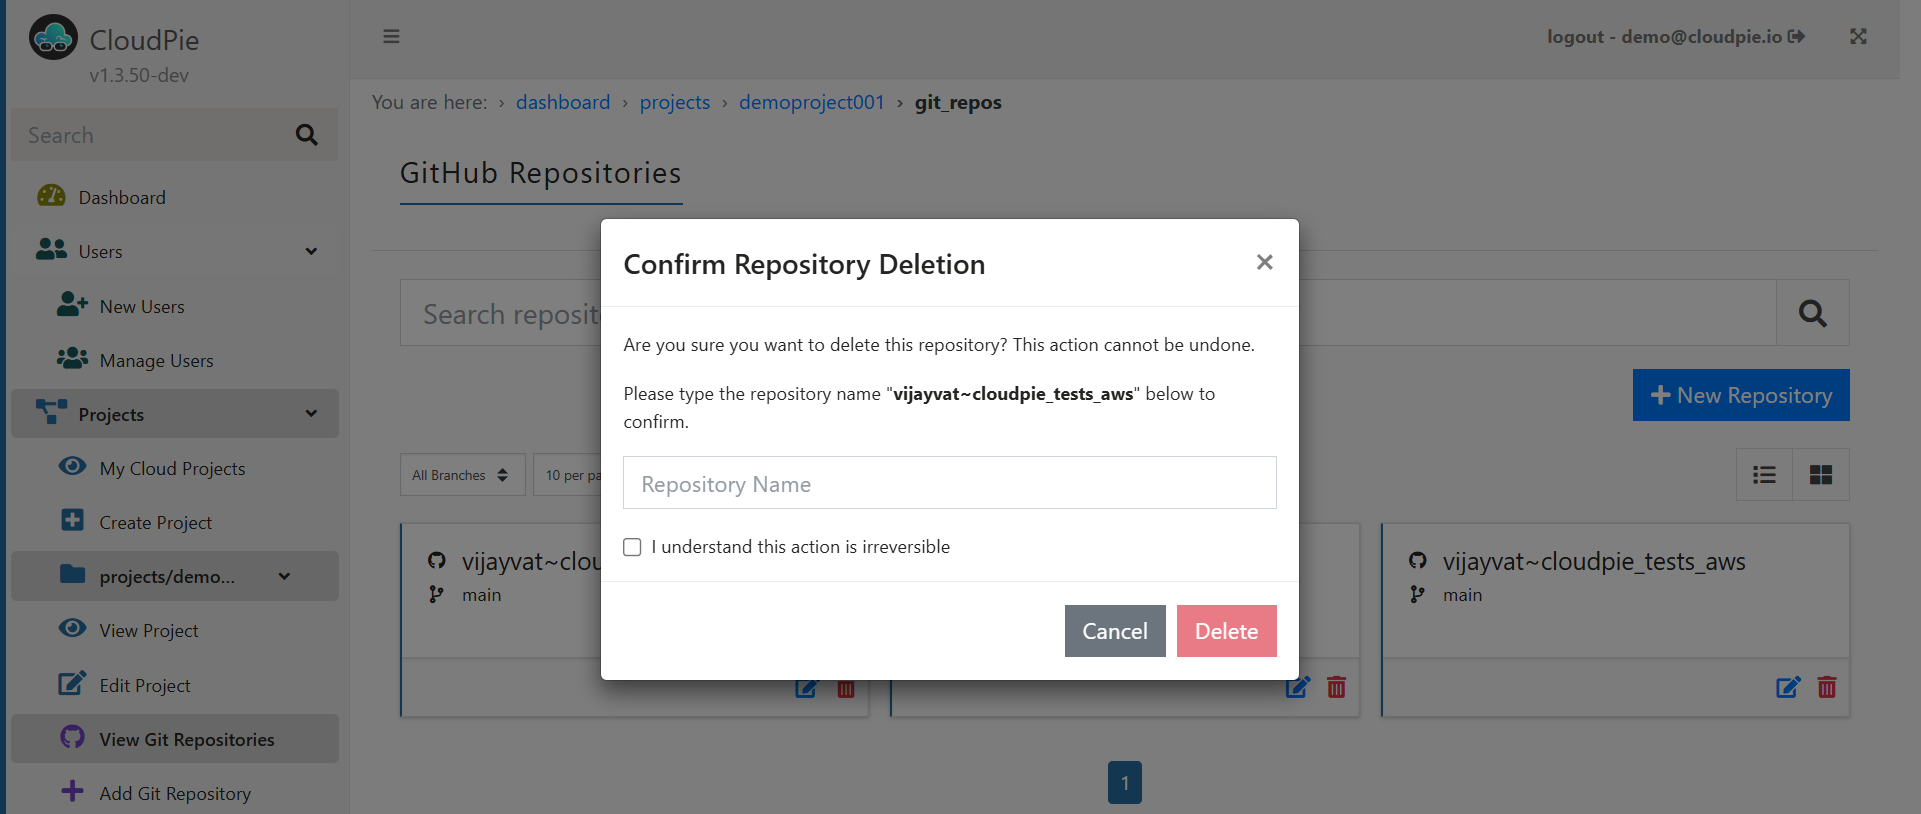 CloudPie
v1.3.50-dev
Search
Dashboard
Users
New Users
Manage Users
Projects
My Cloud Projects
Create Project
projects/demo...
View Project
Edit Project
View Git Repositories
Add Git Repository
logout - demo@cloudpie.io
You are here: › dashboard › projects › demoproject001 › git_repos
GitHub Repositories
Search reposit
New Repository
All Branches
10 per pa
vijayvat~clou
main
vijayvat~cloudpie_tests_aws
main
1
Confirm Repository Deletion
×
Are you sure you want to delete this repository? This action cannot be undone.
Please type the repository name "vijayvat~cloudpie_tests_aws" below to
confirm.
Repository Name
I understand this action is irreversible
Cancel
Delete